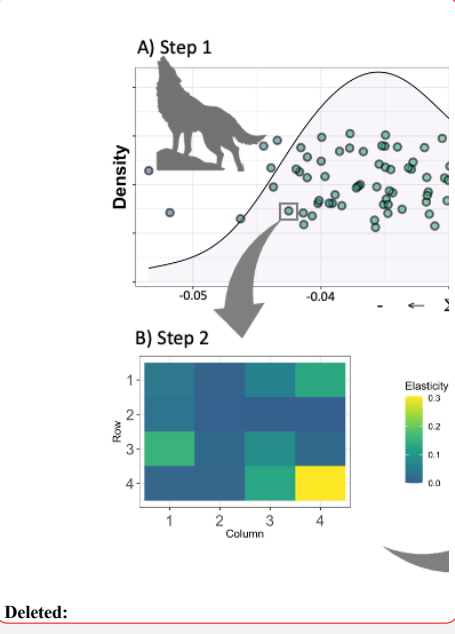 A) Step 1
Density
-0.05
-0.04
- ←
B) Step 2
Row
1
2
3
4
1 2 3 4
Column
Elasticity
0.3
0.2
0.1
0.0
Deleted: